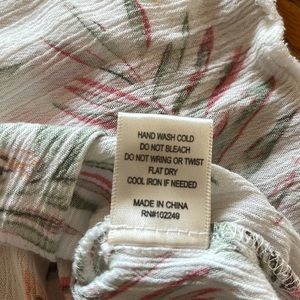 HAND WASH COLD
DO NOT BLEACH
DO NOT WRING OR TWIST
FLAT DRY
COOL IRON IF NEEDED
MADE IN CHINA
RN#102249